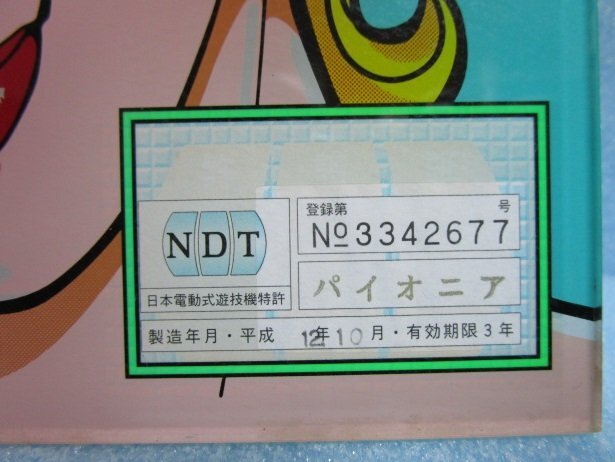 NDT
日本電動式遊技機特許
登録第 号
№3342677
パイオニア
製造年月・平成 12年10月・有効期限3年